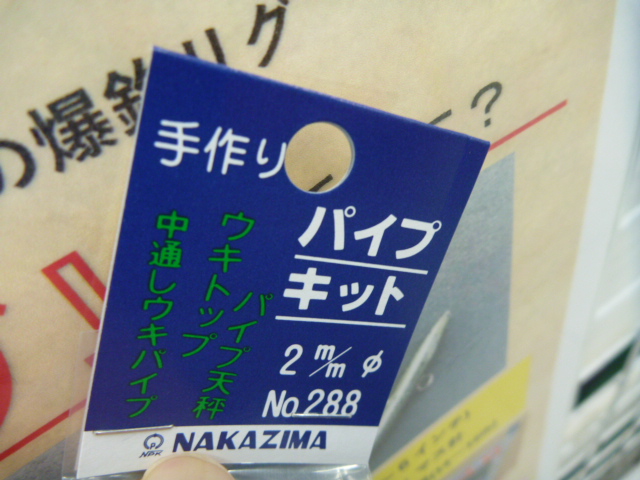 の爆釣リグ
？
手作り
パイプ
キット
2 m/m φ
No.288
パイプ天秤
ウキトップ
中通しウキパイプ
NAKAZIMA